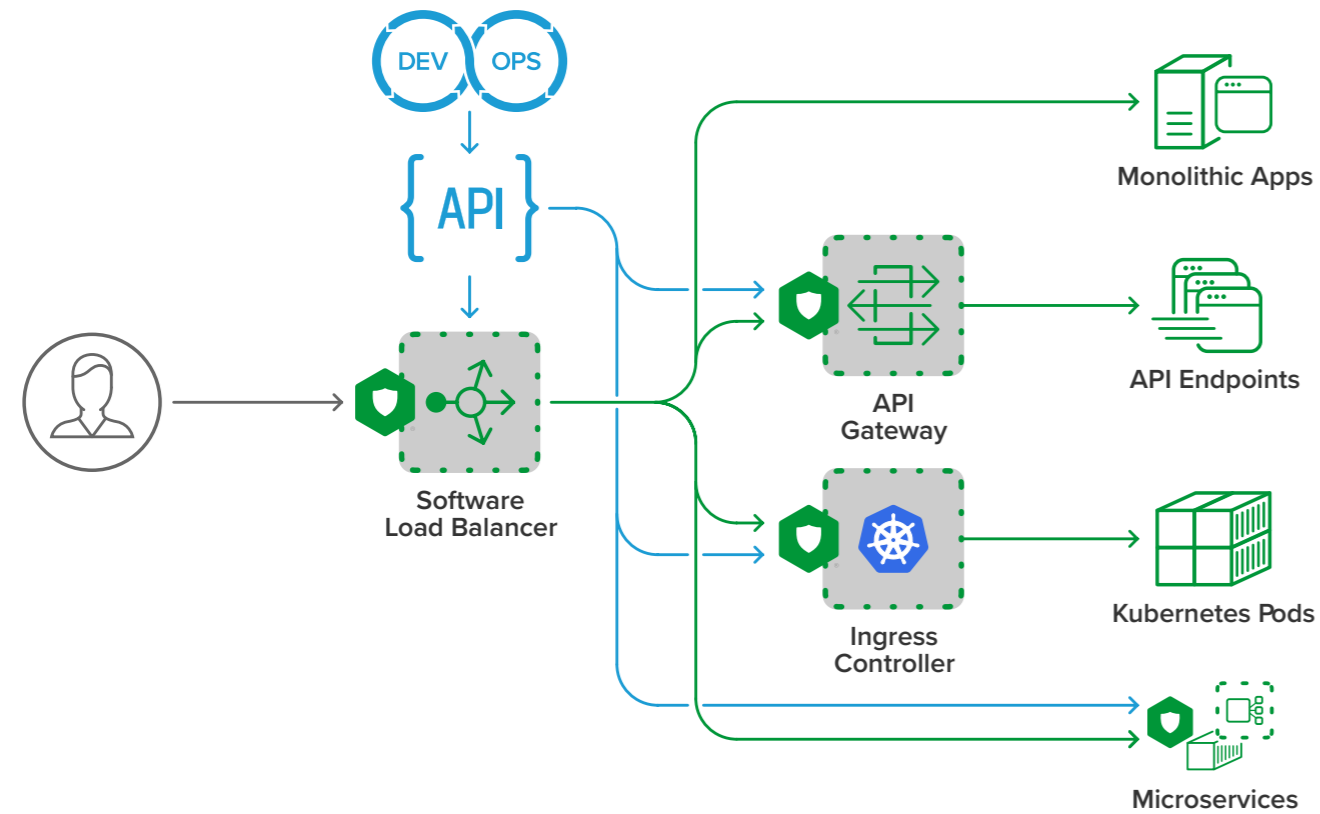 DEV OPS
{ API }
Monolithic Apps
API Endpoints
API
Gateway
Software
Load Balancer
Kubernetes Pods
Ingress
Controller
Microservices